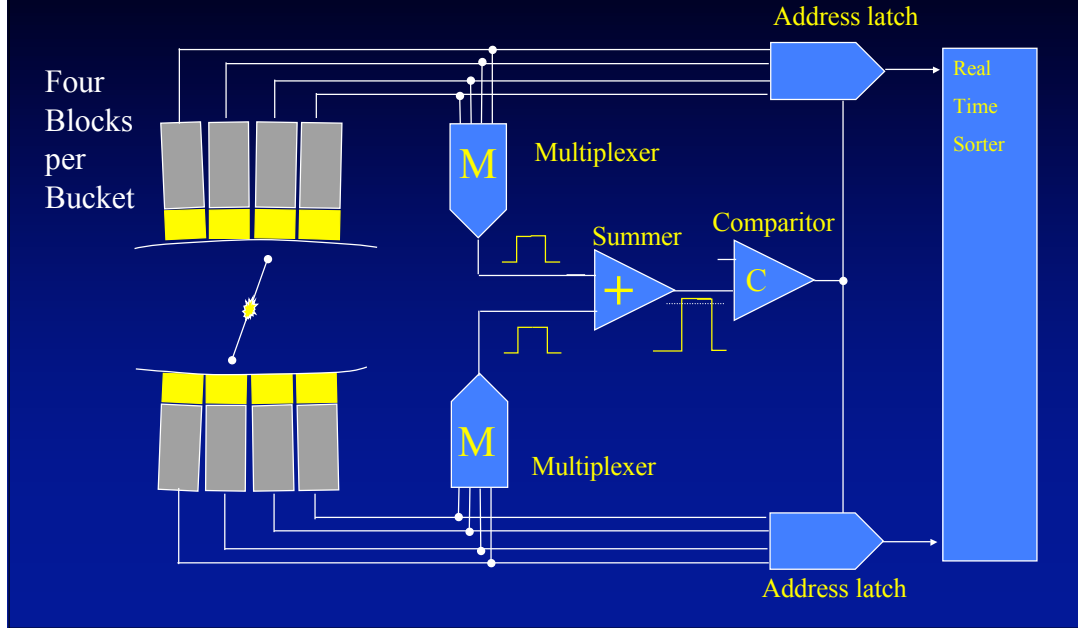 Address latch
Four
Blocks
per
Bucket
Real
Time
Sorter
M
Multiplexer
Summer
Comparitor
+
C
M
Multiplexer
Address latch